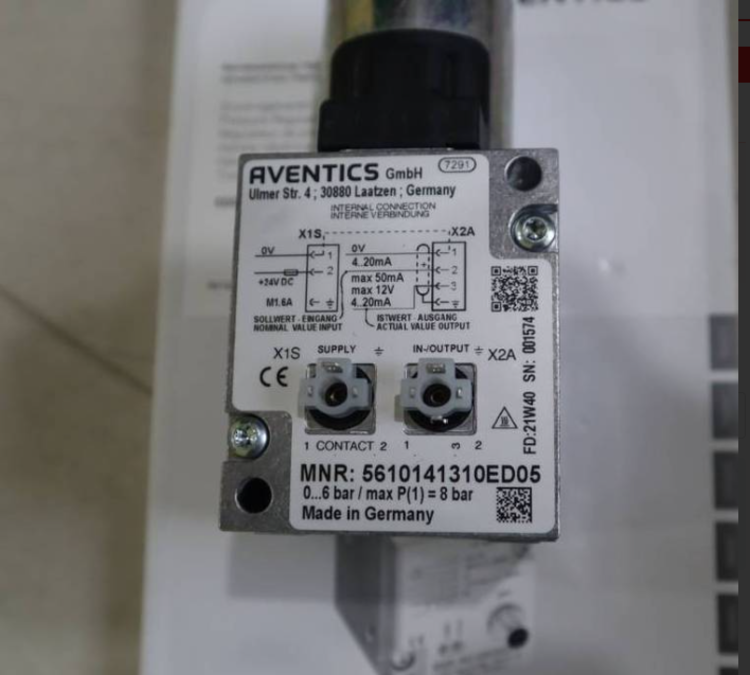 ENTICS
AVENTICS GmbH 7291
Ulmer Str. 4 ; 30880 Laatzen ; Germany
INTERNAL CONNECTION
INTERNE VERBINDUNG
X1S X2A
0V 1 0V 1
4..20mA
+24V DC 2 max 50mA 2
max 12V 3
M1.6A 4..20mA
SOLLWERT - EINGANG ISTWERT - AUSGANG
NOMINAL VALUE INPUT ACTUAL VALUE OUTPUT
X1S SUPPLY IN-/OUTPUT X2A
CE
1 CONTACT 2 1 3 2
FD:21W40 SN: 001574
MNR: 5610141310ED05
0...6 bar / max P(1) = 8 bar
Made in Germany